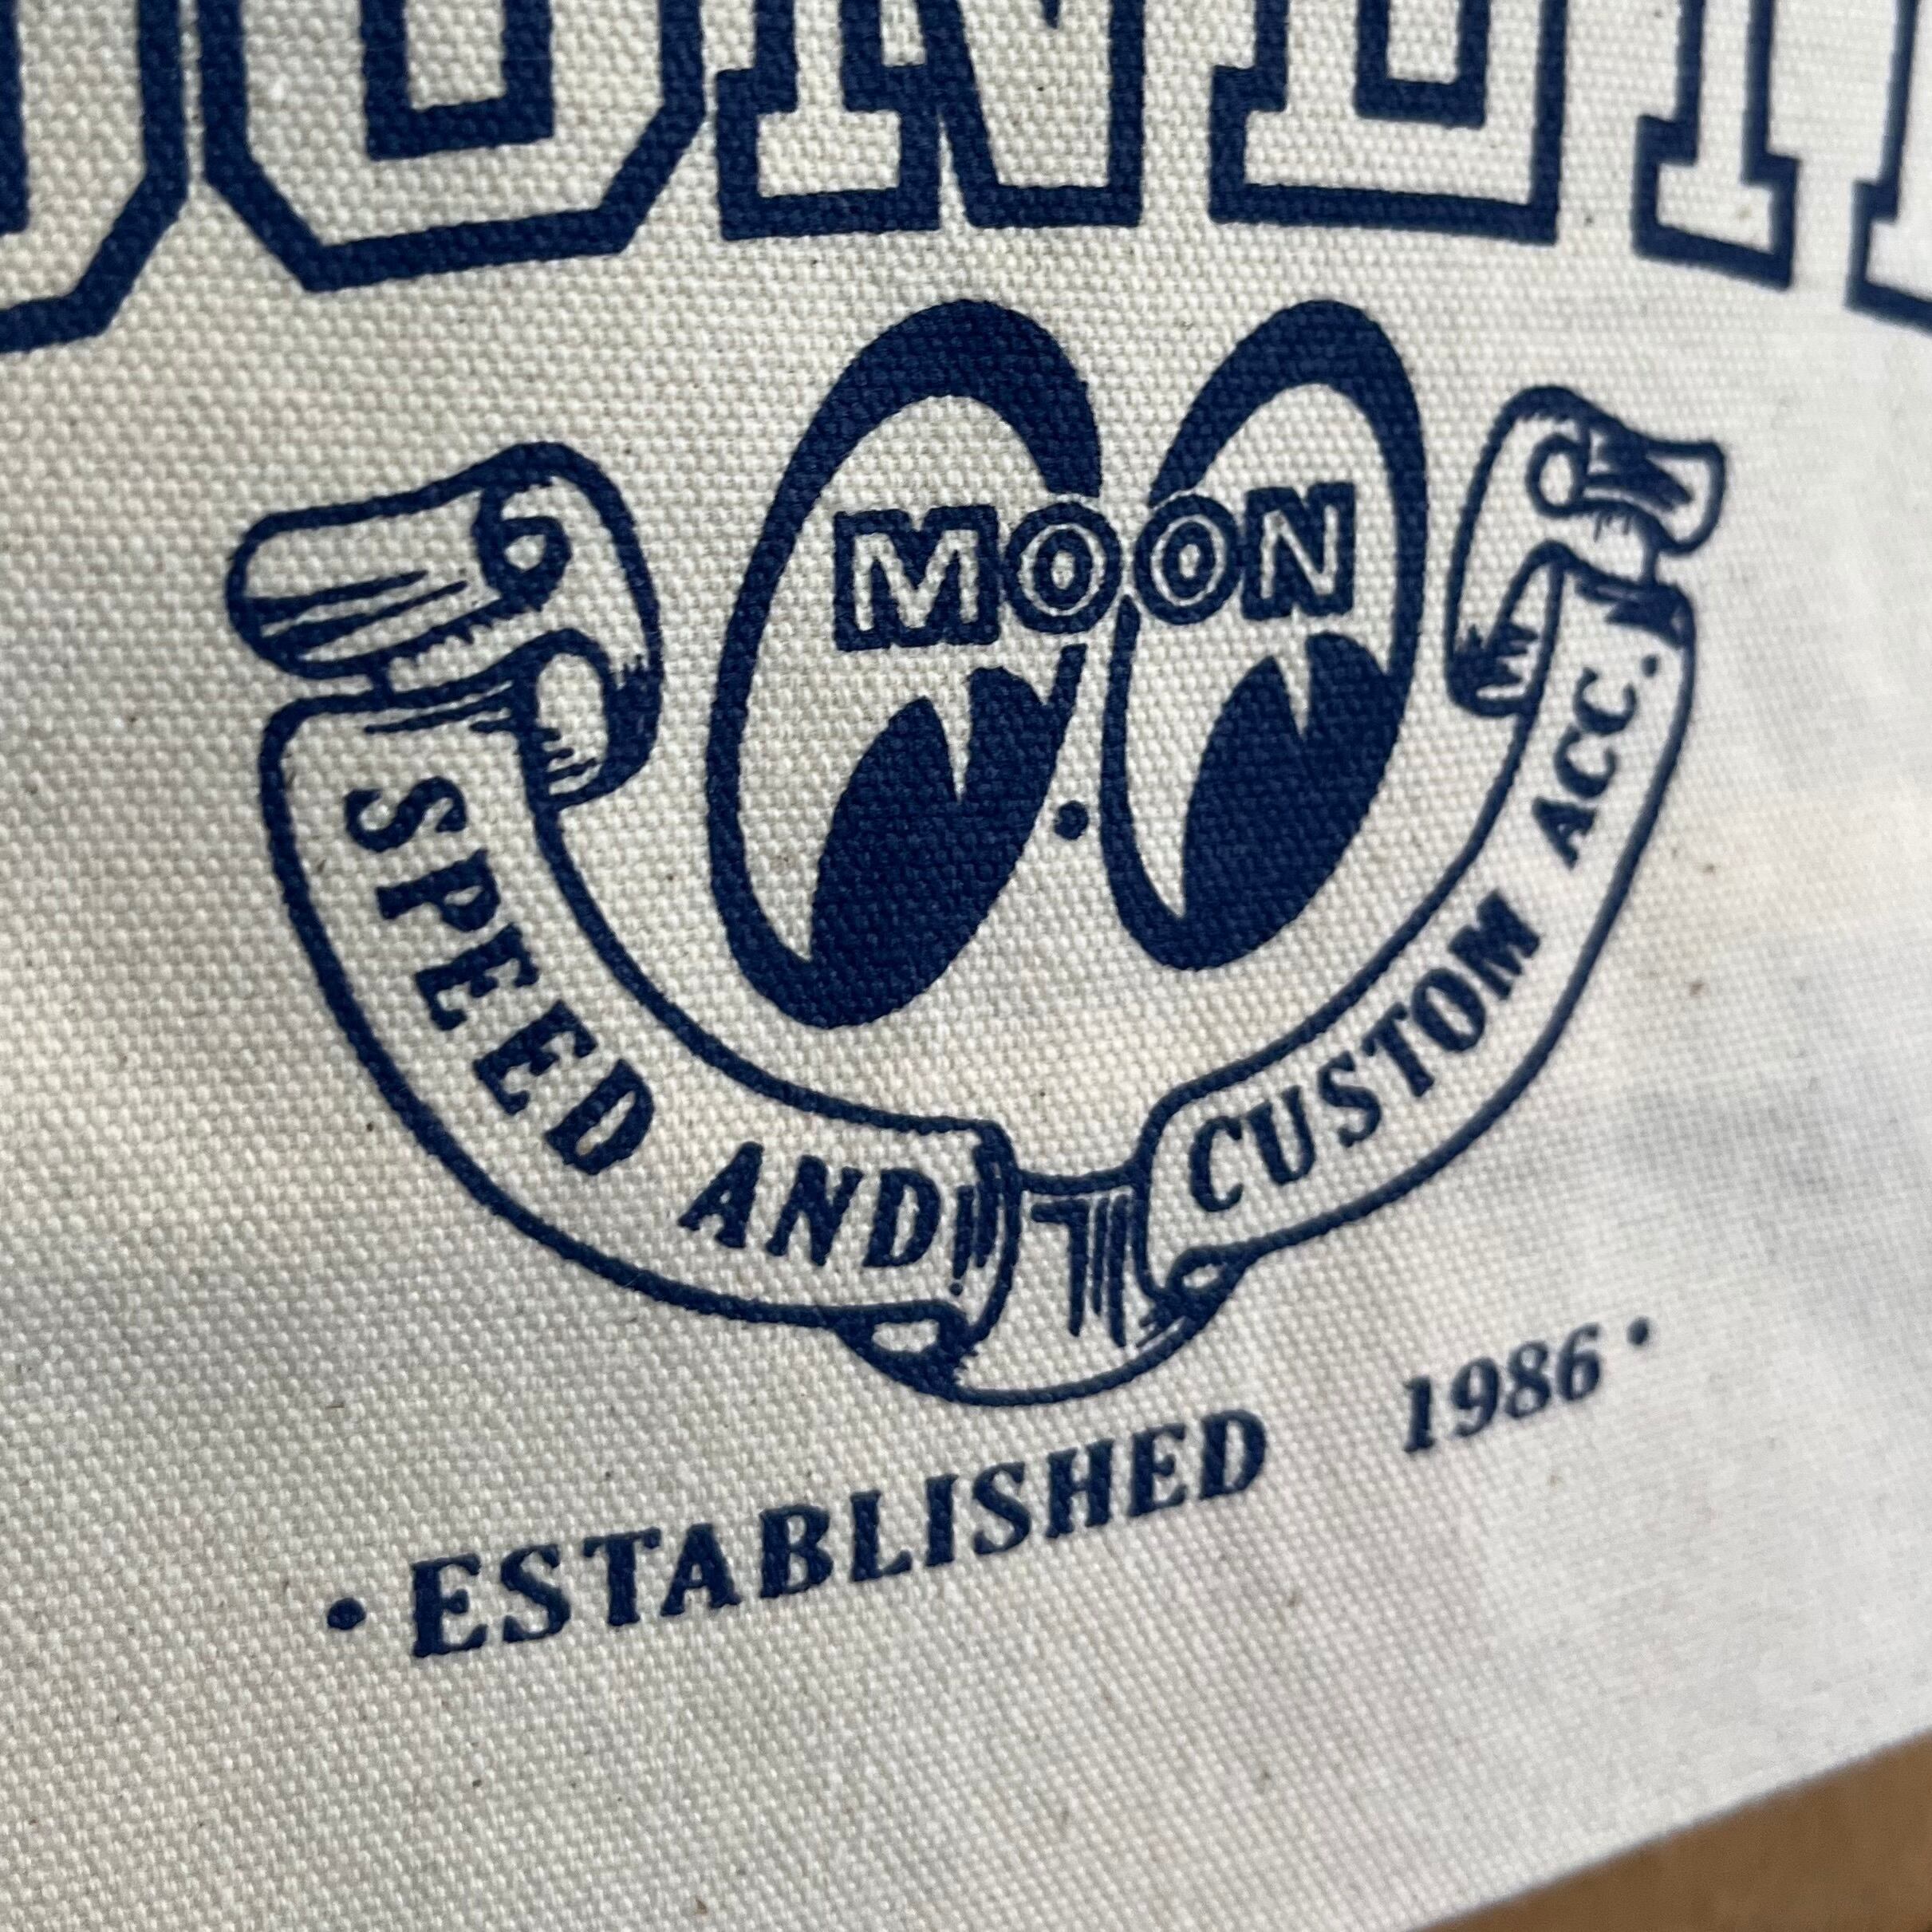 MOON
SPEED AND CUSTOM ACC.
• ESTABLISHED 1986 •